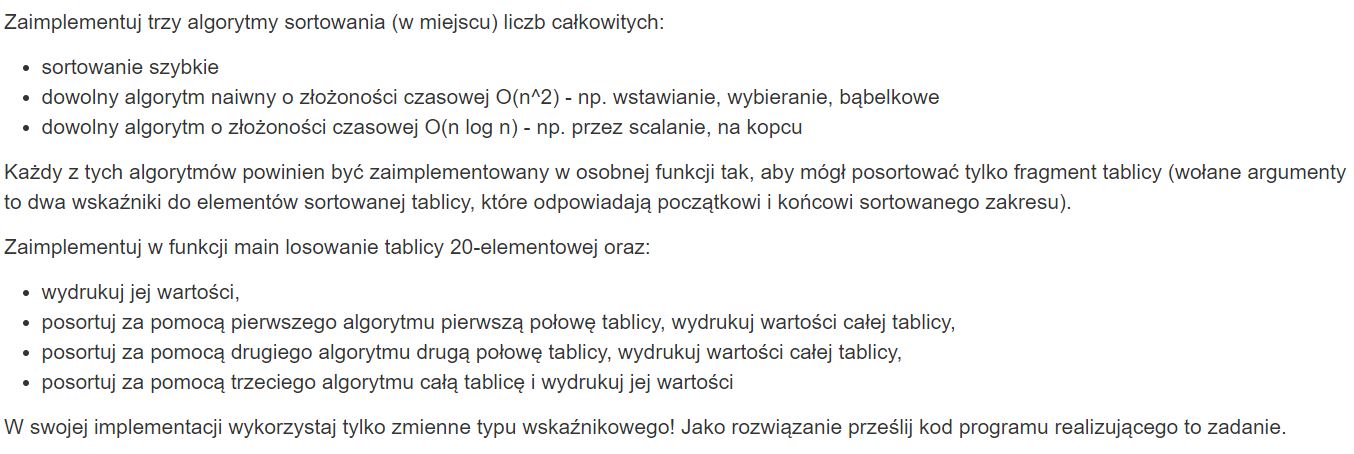 Zaimplementuj trzy algorytmy sortowania (w miejscu) liczb całkowitych:
• sortowanie szybkie
• dowolny algorytm naiwny o złożoności czasowej O(n^2) - np. wstawianie, wybieranie, bąbelkowe
• dowolny algorytm o złożoności czasowej O(n log n) - np. przez scalanie, na kopcu
Każdy z tych algorytmów powinien być zaimplementowany w osobnej funkcji tak, aby mógł posortować tylko fragment tablicy (wołane argumenty
to dwa wskaźniki do elementów sortowanej tablicy, które odpowiadają początkowi i końcowi sortowanego zakresu).
Zaimplementuj w funkcji main losowanie tablicy 20-elementowej oraz:
• wydrukuj jej wartości,
• posortuj za pomocą pierwszego algorytmu pierwszą połowę tablicy, wydrukuj wartości całej tablicy,
• posortuj za pomocą drugiego algorytmu drugą połowę tablicy, wydrukuj wartości całej tablicy,
• posortuj za pomocą trzeciego algorytmu całą tablicę i wydrukuj jej wartości
W swojej implementacji wykorzystaj tylko zmienne typu wskaźnikowego! Jako rozwiązanie prześlij kod programu realizującego to zadanie.